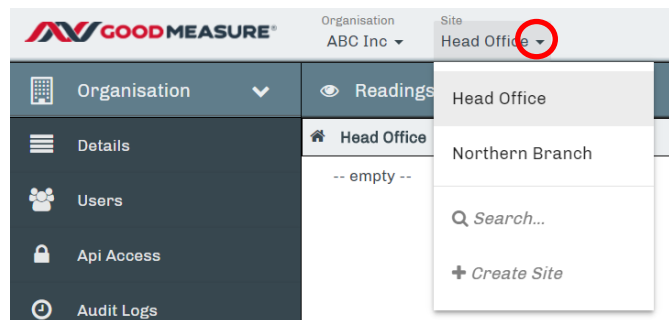 GOODMEASURE®
Organisation
ABC Inc
Site
Head Office
Organisation
Readings
Details
Users
Api Access
Audit Logs
Head Office
-- empty --
Head Office
Northern Branch
Search...
Create Site